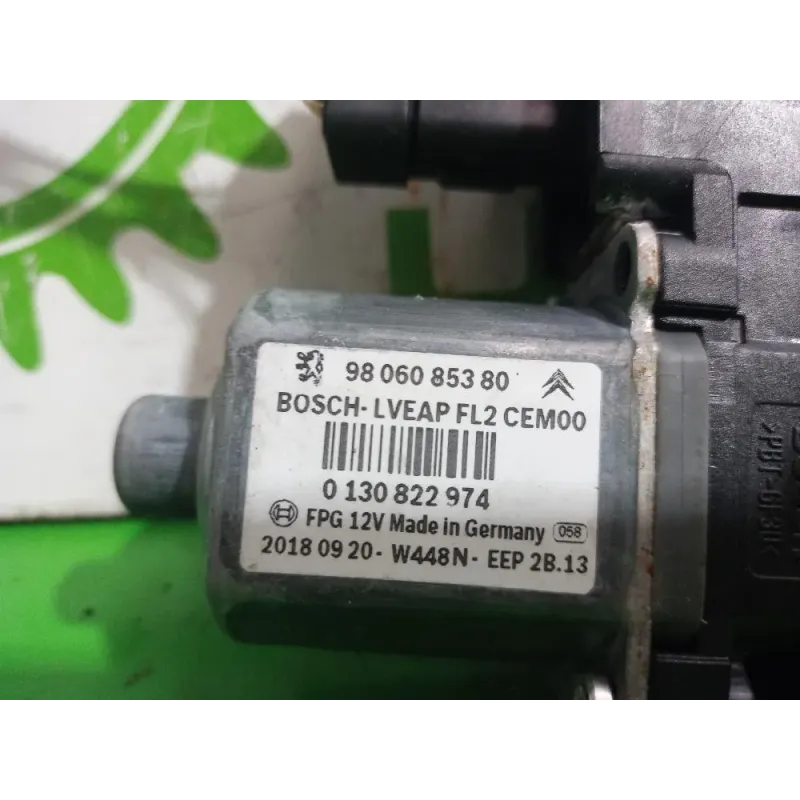 98 060 853 80
BOSCH-LVEAP FL2 CEM00
0 130 822 974
FPG 12V Made in Germany 058
2018 09 20- W448N- EEP 2B.13